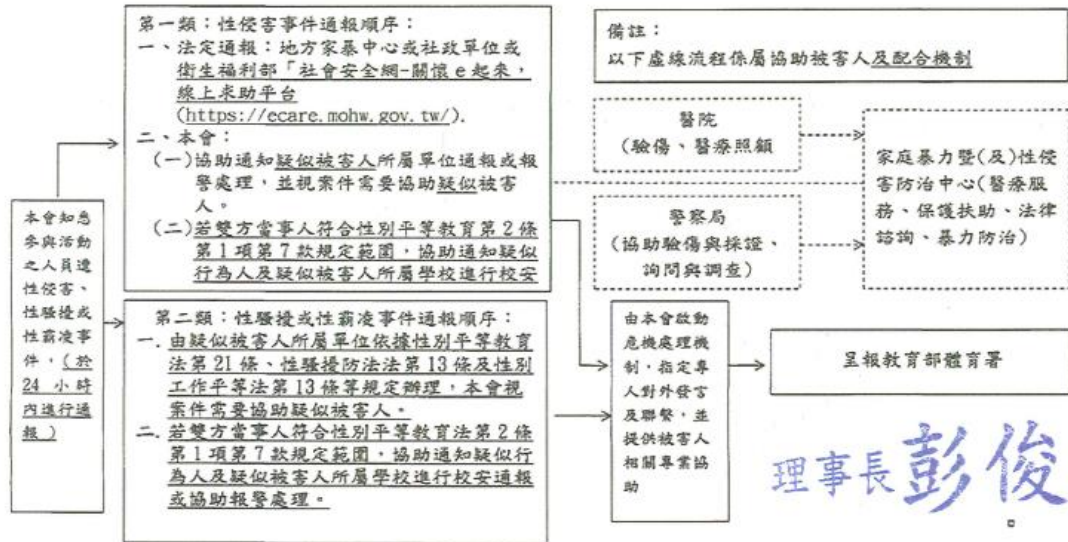 本會知悉
參與活動
之人員遭
性侵害、
性騷擾或
性霸凌事
件，(於
24 小時
內進行通
報)
第一類：性侵害事件通報順序：
一、法定通報：地方家暴中心或社政單位或
衛生福利部「社會安全網-關懷 e 起來，
線上求助平台
(https://ecare.mohw.gov.tw/).
二、本會：
(一)協助通知疑似被害人所屬單位通報或報
警處理，並視案件需要協助疑似被害
人。
(二)若雙方當事人符合性別平等教育第 2 條
第 1 項第 7 款規定範圍，協助通知疑似
行為人及疑似被害人所屬學校進行校安
第二類：性騷擾或性霸凌事件通報順序：
一. 由疑似被害人所屬單位依據性別平等教育
法第 21 條、性騷擾防法法第 13 條及性別
工作平等法第 13 條等規定辦理，本會視
案件需要協助疑似被害人。
二. 若雙方當事人符合性別平等教育法第 2 條
第 1 項第 7 款規定範圍，協助通知疑似行
為人及疑似被害人所屬學校進行校安通報
或協助報警處理。
備註：
以下虛線流程係屬協助被害人及配合機制
醫院
(驗傷、醫療照顧
警察局
(協助驗傷與採證、
詢問與調查)
家庭暴力暨(及)性侵
害防治中心(醫療服
務、保護扶助、法律
諮詢、暴力防治)
由本會啟動
危機處理機
制，指定專
人對外發言
及聯繫，並
提供被害人
相關專業協
助
呈報教育部體育署
理事長彭俊